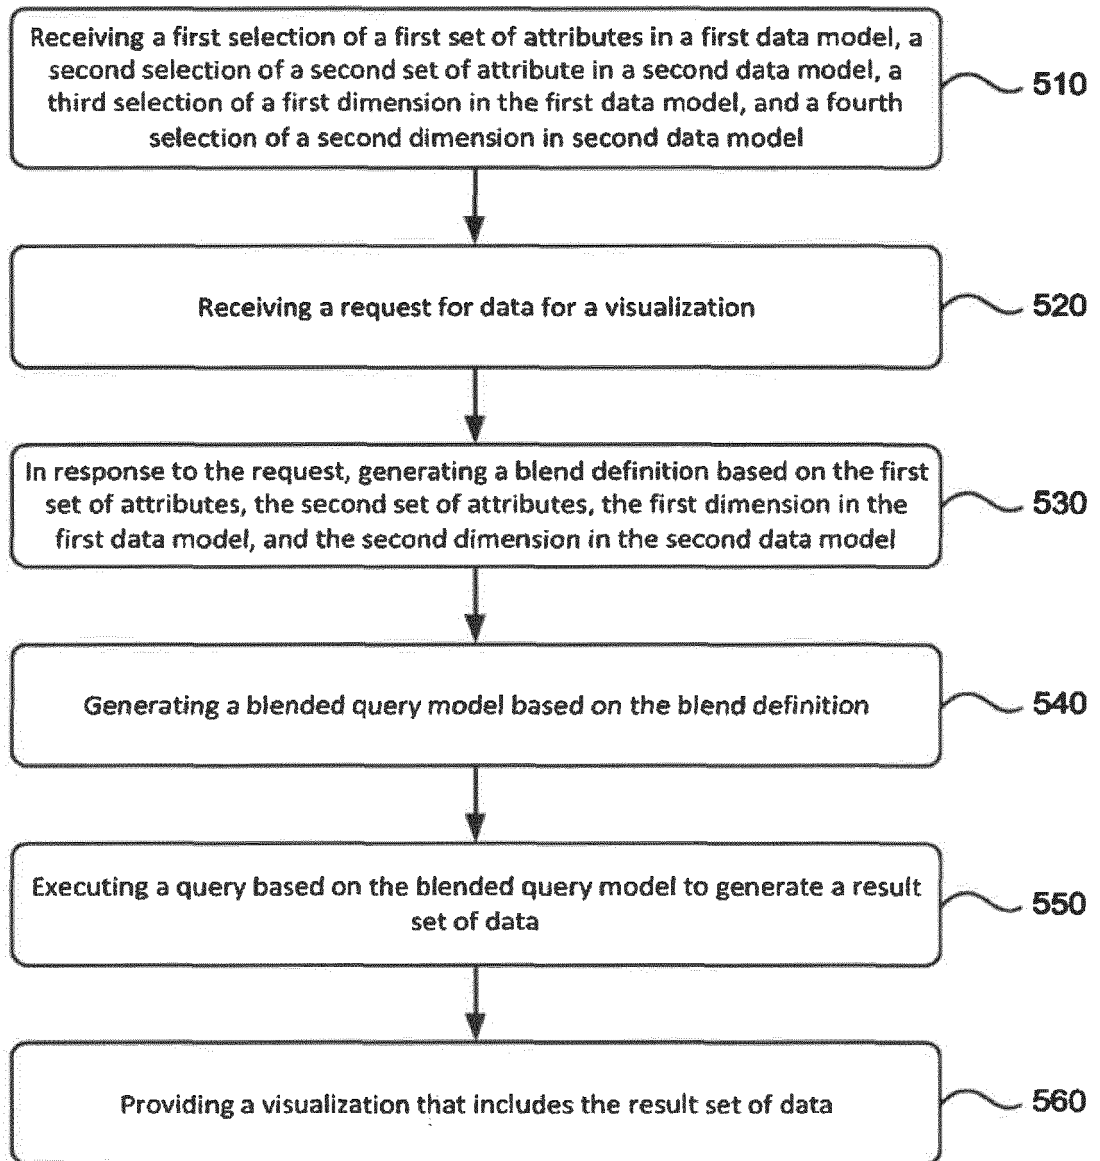 Receiving a first selection of a first set of attributes in a first data model, a
second selection of a second set of attribute in a second data model, a
third selection of a first dimension in the first data model, and a fourth
selection of a second dimension in second data model
510
Receiving a request for data for a visualization
520
In response to the request, generating a blend definition based on the first
set of attributes, the second set of attributes, the first dimension in the
first data model, and the second dimension in the second data model
530
Generating a blended query model based on the blend definition
540
Executing a query based on the blended query model to generate a result
set of data
550
Providing a visualization that includes the result set of data
560